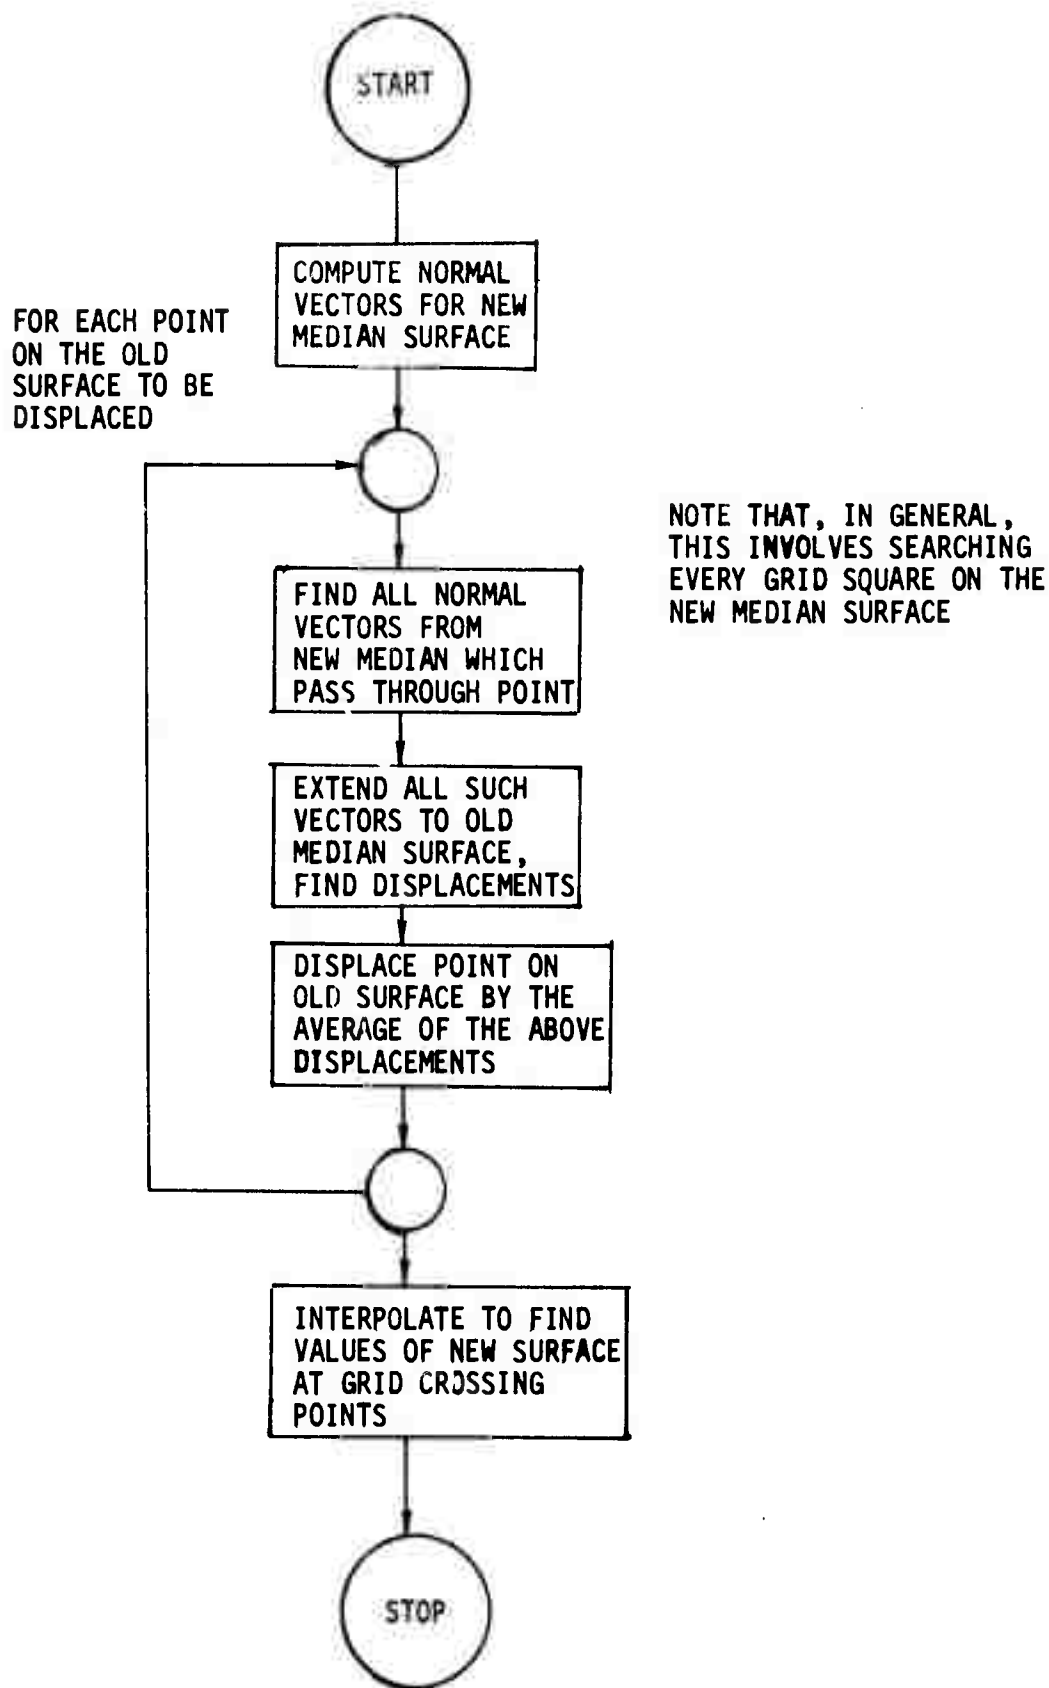 START
COMPUTE NORMAL
VECTORS FOR NEW
MEDIAN SURFACE
FOR EACH POINT
ON THE OLD
SURFACE TO BE
DISPLACED
NOTE THAT, IN GENERAL,
THIS INVOLVES SEARCHING
EVERY GRID SQUARE ON THE
NEW MEDIAN SURFACE
FIND ALL NORMAL
VECTORS FROM
NEW MEDIAN WHICH
PASS THROUGH POINT
EXTEND ALL SUCH
VECTORS TO OLD
MEDIAN SURFACE,
FIND DISPLACEMENTS
DISPLACE POINT ON
OLD SURFACE BY THE
AVERAGE OF THE ABOVE
DISPLACEMENTS
INTERPOLATE TO FIND
VALUES OF NEW SURFACE
AT GRID CROSSING
POINTS
STOP